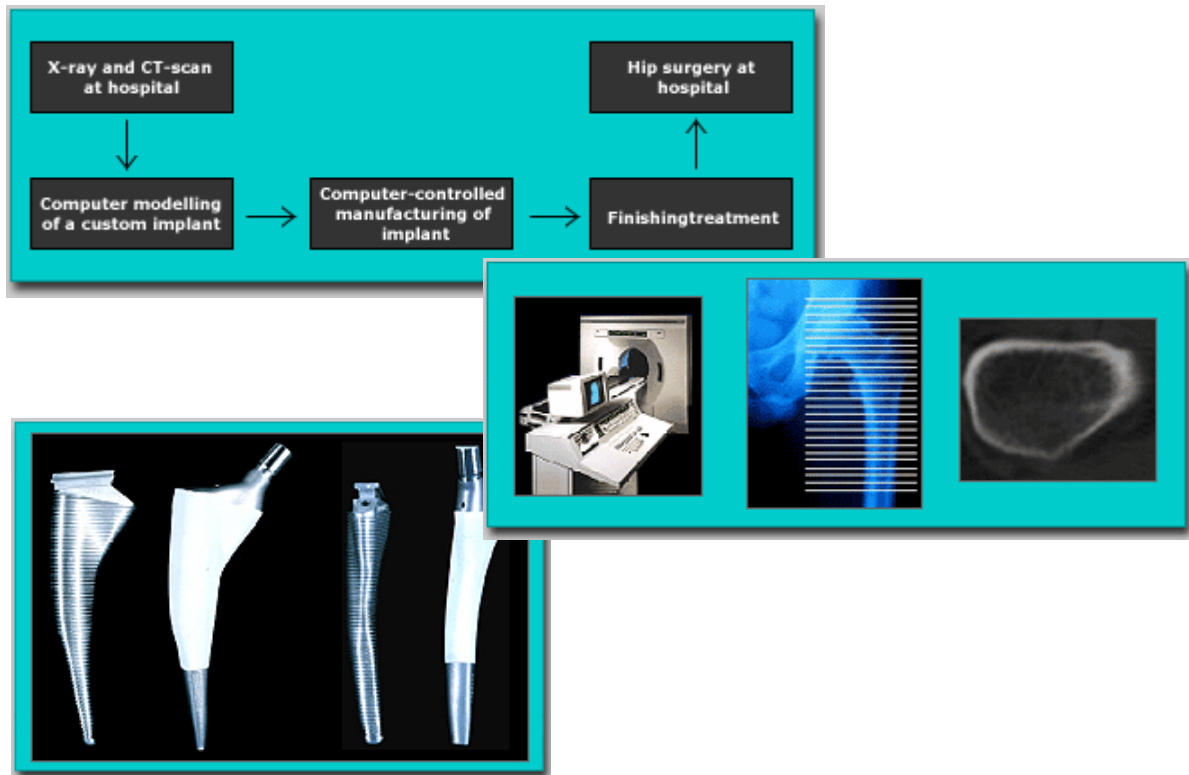 X-ray and CT-scan
at hospital
Hip surgery at
hospital
Computer modelling
of a custom implant
Computer-controlled
manufacturing of
implant
Finishingtreatment